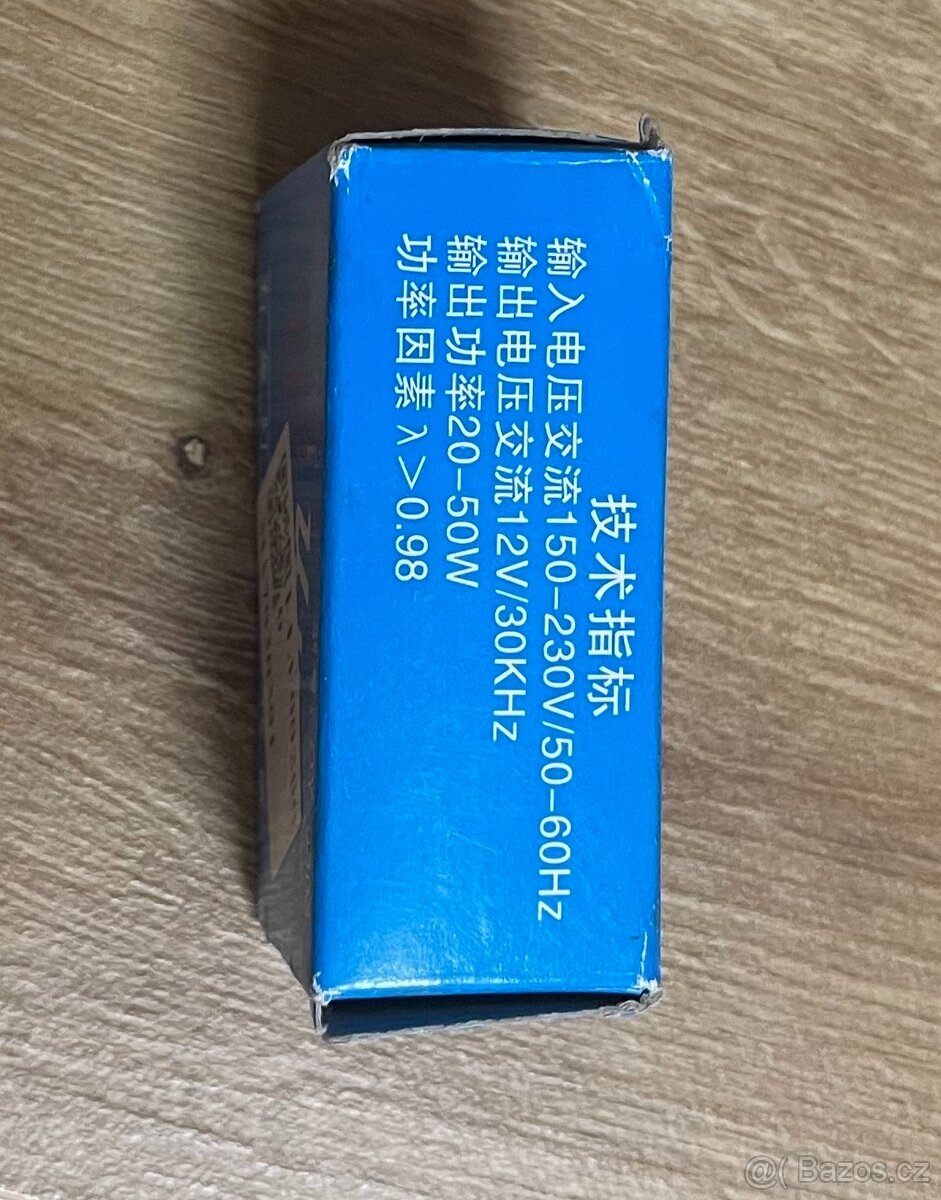 技术指标
输入电压交流150-230V/50-60Hz
输出电压交流12V/30KHz
输出功率20-50W
功率因素λ>0.98
@( Bazos.cz